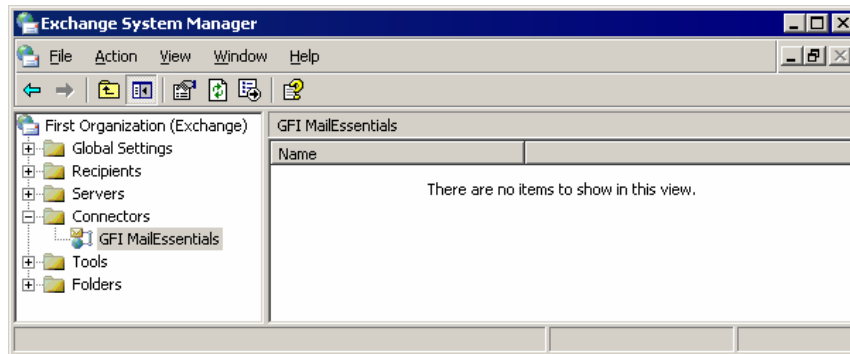 Exchange System Manager
File Action View Window Help
First Organization (Exchange)
Global Settings
Recipients
Servers
Connectors
GFI MailEssentials
Tools
Folders
GFI MailEssentials
Name
There are no items to show in this view.